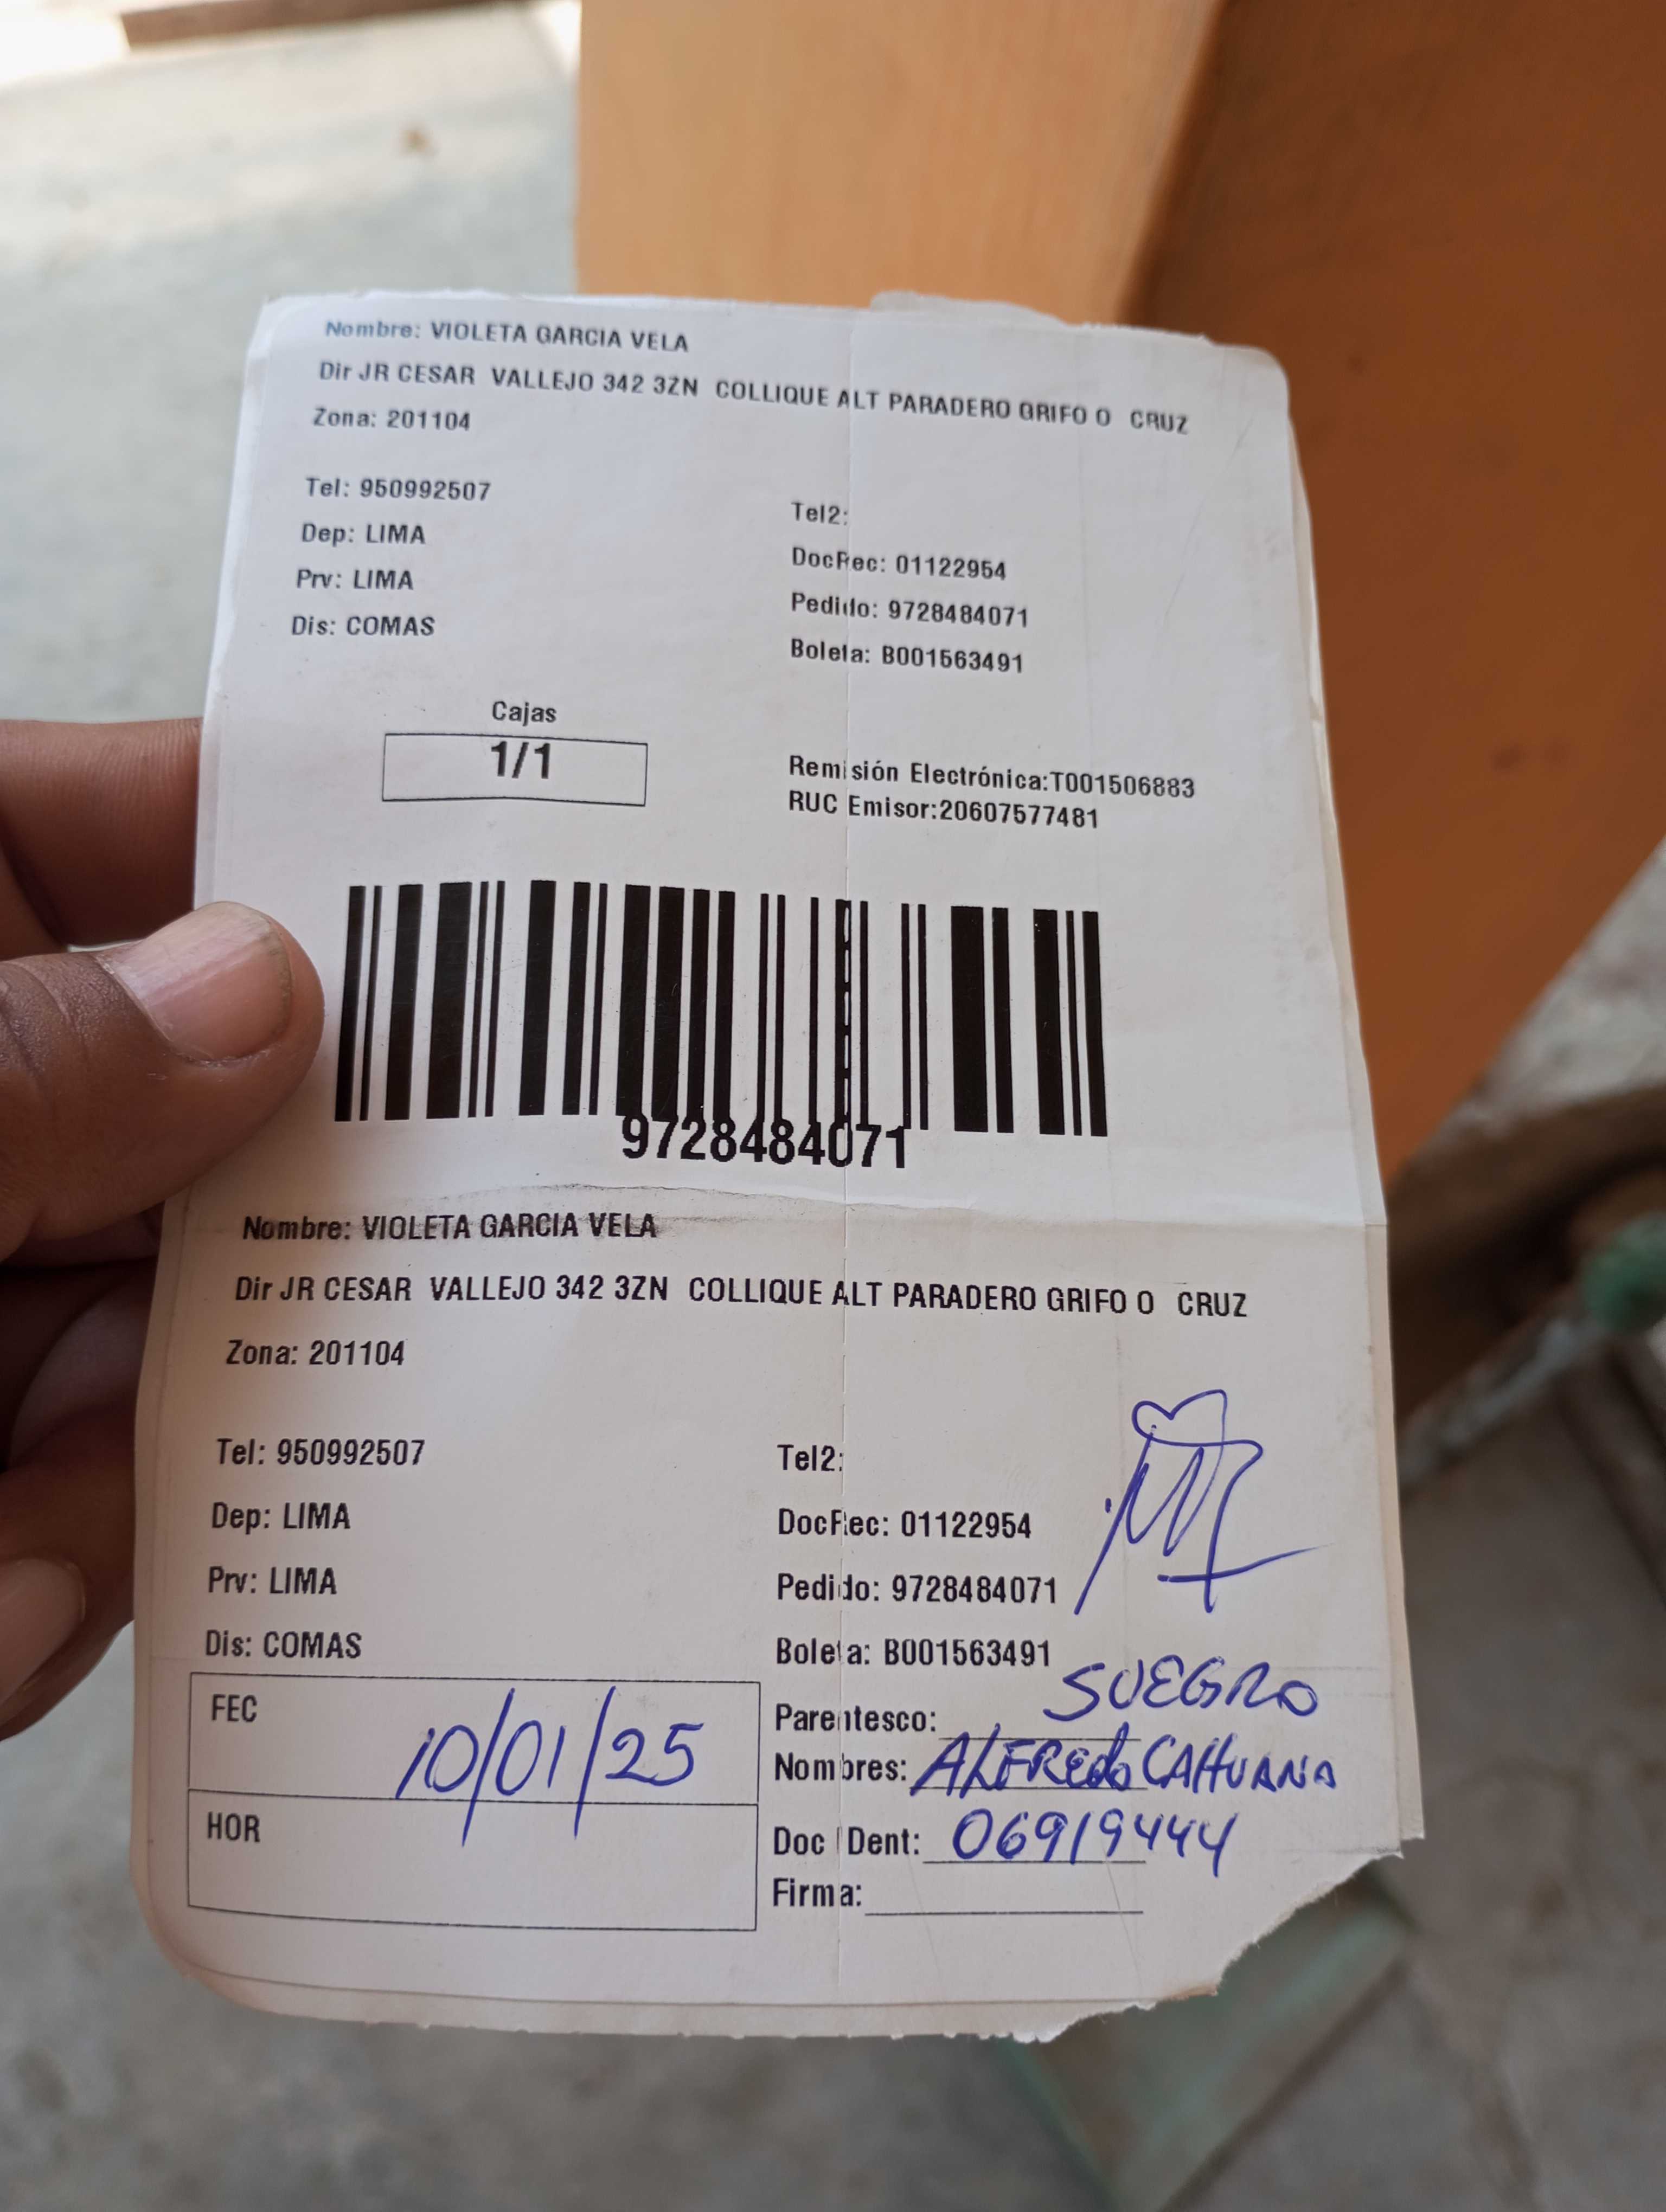 Nombre: VIOLETA GARCIA VELA
Dir JR CESAR VALLEJO 342 3ZN COLLIQUE ALT PARADERO GRIFO O CRUZ
Zona: 201104
Tel: 950992507
Tel2:
Dep: LIMA
DocRec: 01122954
Prv: LIMA
Pedido: 9728484071
Dis: COMAS
Boleta: B001563491
Cajas
1/1
Remisión Electrónica:T001506883
RUC Emisor:20607577481
9728484071
Nombre: VIOLETA GARCIA VELA
Dir JR CESAR VALLEJO 342 3ZN COLLIQUE ALT PARADERO GRIFO O CRUZ
Zona: 201104
Tel: 950992507
Tel2:
Dep: LIMA
DocRec: 01122954
Prv: LIMA
Pedido: 9728484071
Dis: COMAS
Boleta: B001563491
FEC 10/01/25
Parentesco: SUEGRO
Nombres: ALFREDO CAHUANA
HOR
Doc Dent: 06919444
Firma: